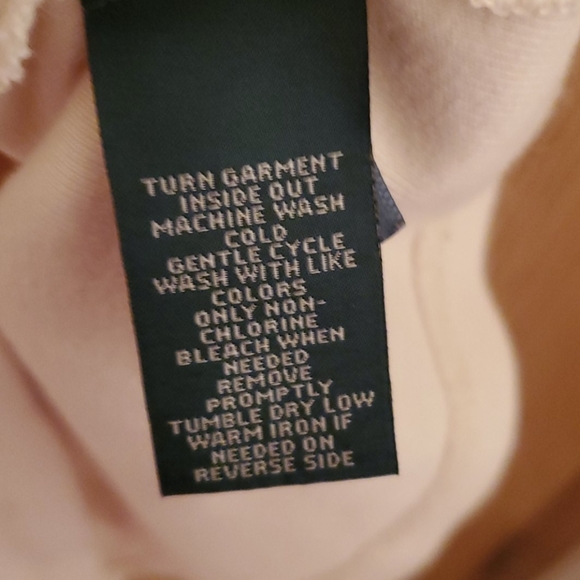 TURN GARMENT
INSIDE OUT
MACHINE WASH
COLD
GENTLE CYCLE
WASH WITH LIKE
COLORS
ONLY NON-
CHLORINE
BLEACH WHEN
NEEDED
REMOVE
PROMPTLY
TUMBLE DRY LOW
WARM IRON IF
NEEDED ON
REVERSE SIDE